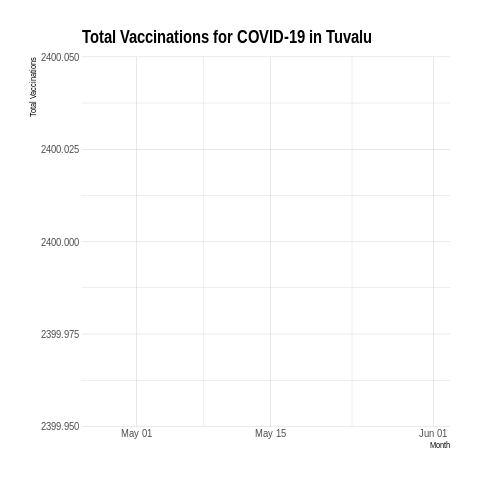 Total Vaccinations for COVID-19 in Tuvalu
Total Vaccinations
2400.050
2400.025
2400.000
2399.975
2399.950
May 01 May 15 Jun 01
Month